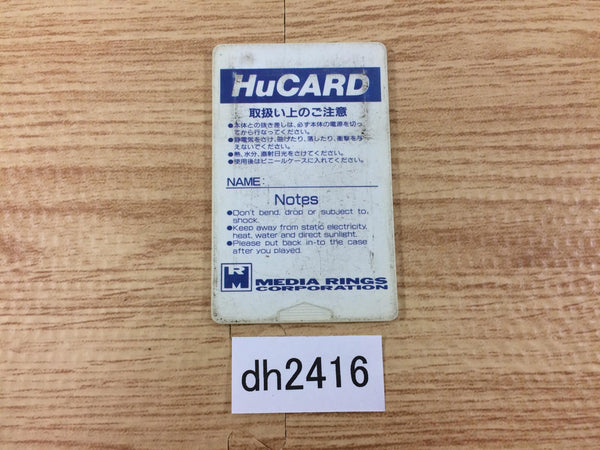 HuCARD
取扱い上のご注意
●本体との抜き差しは、必ず本体の電源を切っ
てから行なってください。
●静電気をさけ、曲げたり、落したり、衝撃を与
えないでください。
●熱、水分、直射日光をさけてください。
●使用後はビニールケースに入れてください。
NAME:
Notes
●Don't bend, drop or subject to,
shock.
●Keep away from static electricity,
heat, water and direct sunlight.
●Please put back in-to the case
after you played.
RM
MEDIA RINGS
CORPORATION
dh2416